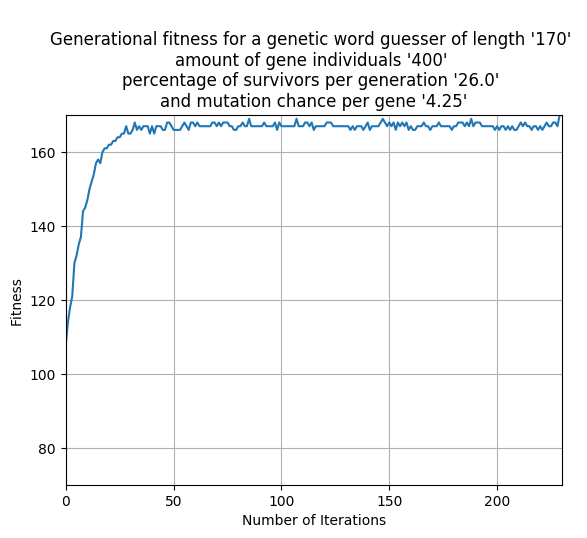 Generational fitness for a genetic word guesser of length '170'
amount of gene individuals '400'
percentage of survivors per generation '26.0'
and mutation chance per gene '4.25'
160
140
120
100
80
Fitness
0 50 100 150 200
Number of Iterations